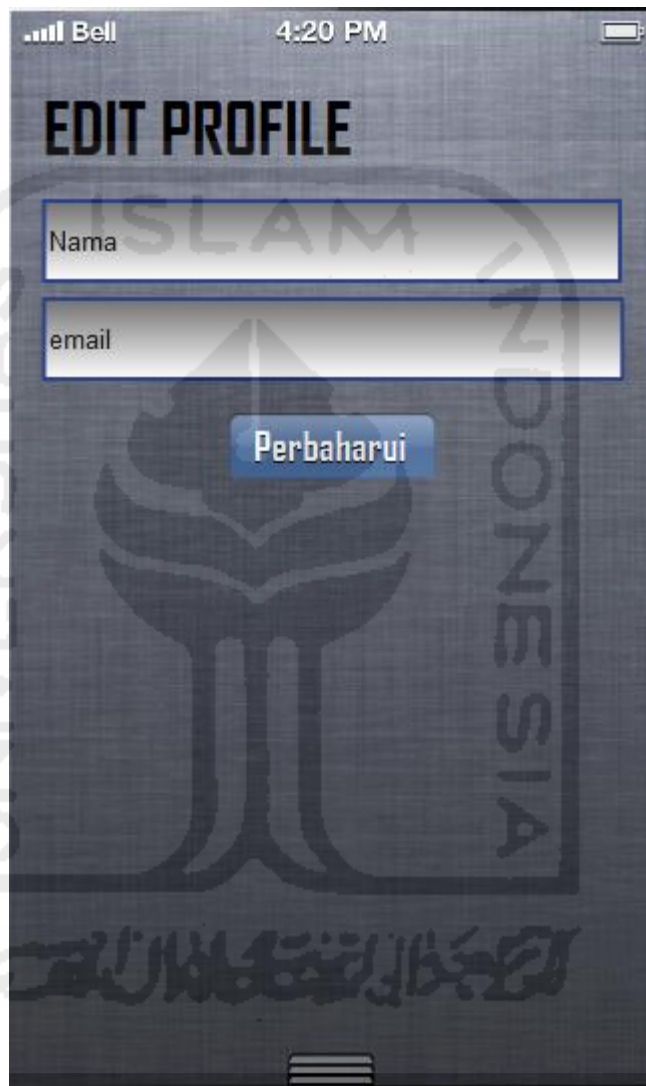 Bell 4:20 PM
EDIT PROFILE
Nama
email
Perbaharui
ISLAM
INDONESIA